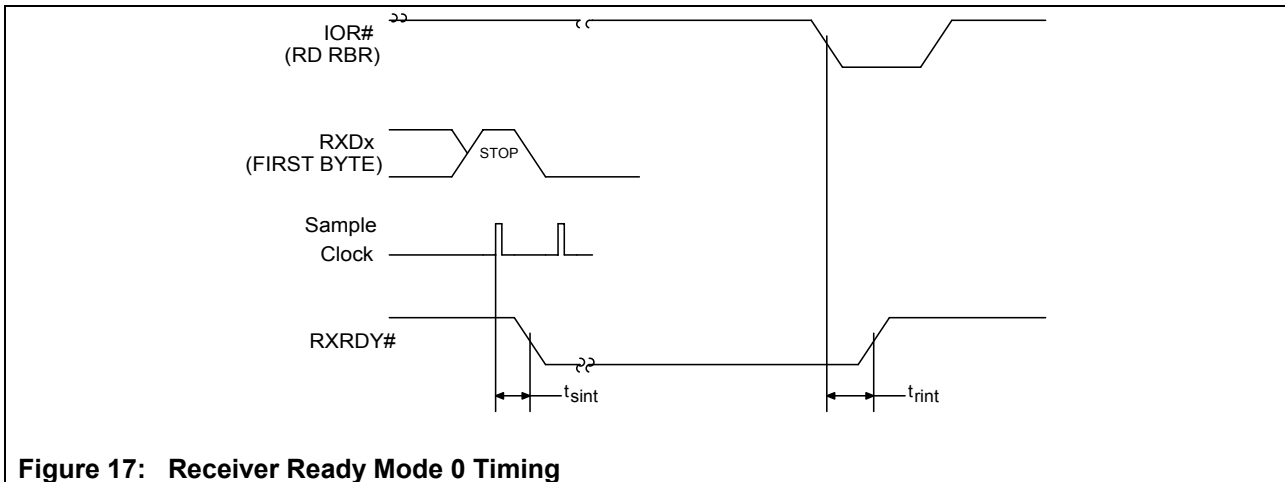 IOR#
(RD RBR)
RXDx
(FIRST BYTE)
STOP
Sample
Clock
RXRDY#
tsint
trint
Figure 17: Receiver Ready Mode 0 Timing